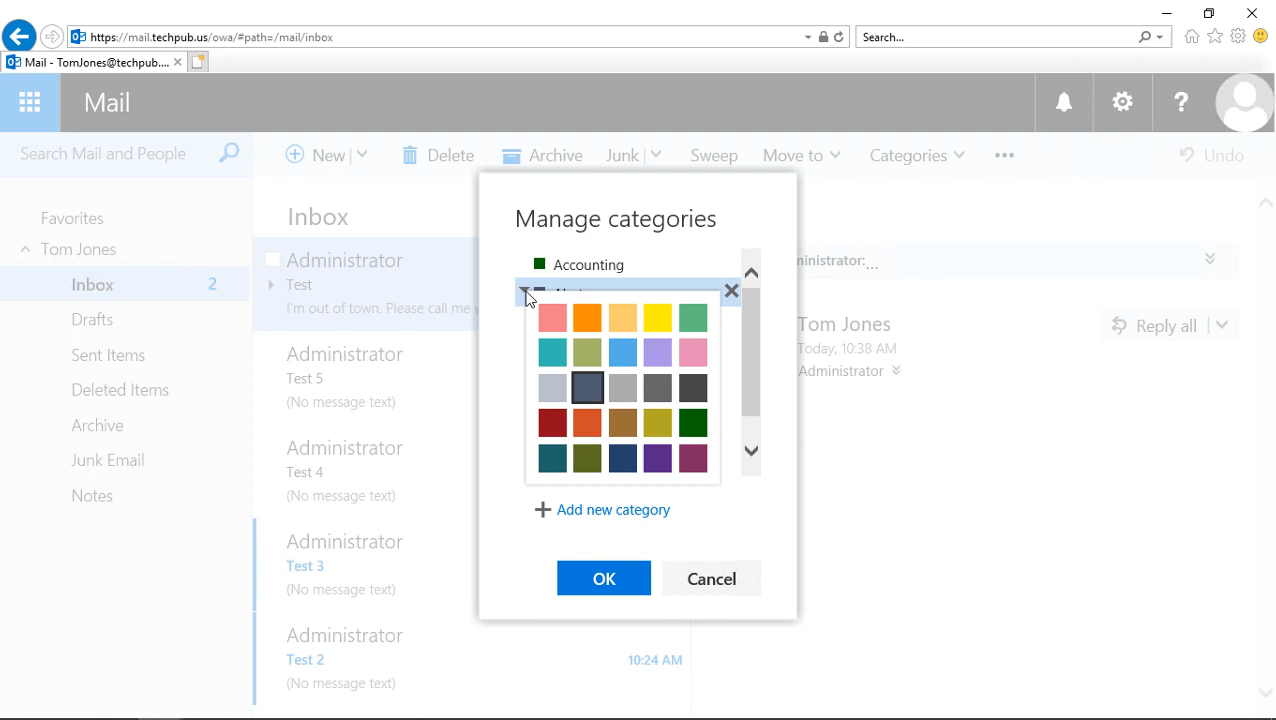 https://mail.techpub.us/owa/#path=/mail/inbox
Search...
Mail - TomJones@techpub....
Mail
Search Mail and People
New
Delete
Archive
Junk
Sweep
Move to
Categories
Undo
Favorites
Tom Jones
Inbox 2
Drafts
Sent Items
Deleted Items
Archive
Junk Email
Notes
Inbox
Administrator
Test
I'm out of town. Please call me
Administrator
Test 5
(No message text)
Administrator
Test 4
(No message text)
Administrator
Test 3
(No message text)
Administrator
Test 2
10:24 AM
(No message text)
Manage categories
Accounting
Add new category
OK
Cancel
ministrator:...
Tom Jones
Today, 10:38 AM
Administrator
Reply all